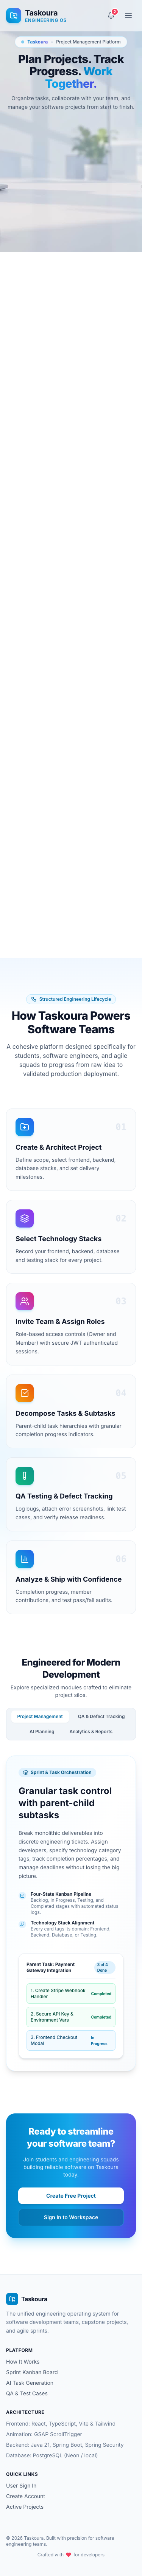 Taskoura
ENGINEERING OS
2
Taskoura → Project Management Platform
Plan Projects. Track
Progress. Work
Together.
Organize tasks, collaborate with your team, and
manage your software projects from start to finish.
Structured Engineering Lifecycle
How Taskoura Powers
Software Teams
A cohesive platform designed specifically for
students, software engineers, and agile
squads to progress from raw idea to
validated production deployment.
01
Create & Architect Project
Define scope, select frontend, backend,
database stacks, and set delivery
milestones.
02
Select Technology Stacks
Record your frontend, backend, database
and testing stack for every project.
03
Invite Team & Assign Roles
Role-based access controls (Owner and
Member) with secure JWT authenticated
sessions.
04
Decompose Tasks & Subtasks
Parent-child task hierarchies with granular
completion progress indicators.
05
QA Testing & Defect Tracking
Log bugs, attach error screenshots, link test
cases, and verify release readiness.
06
Analyze & Ship with Confidence
Completion progress, member
contributions, and test pass/fail audits.
Engineered for Modern
Development
Explore specialized modules crafted to eliminate
project silos.
Project Management
QA & Defect Tracking
AI Planning
Analytics & Reports
Sprint & Task Orchestration
Granular task control
with parent-child
subtasks
Break monolithic deliverables into
discrete engineering tickets. Assign
developers, specify technology category
tags, track completion percentages, and
manage deadlines without losing the big
picture.
Four-State Kanban Pipeline
Backlog, In Progress, Testing, and
Completed stages with automated status
logs.
Technology Stack Alignment
Every card tags its domain: Frontend,
Backend, Database, or Testing.
Parent Task: Payment
Gateway Integration
3 of 4
Done
1. Create Stripe Webhook
Handler
Completed
2. Secure API Key &
Environment Vars
Completed
3. Frontend Checkout
Modal
In
Progress
Ready to streamline
your software team?
Join students and engineering squads
building reliable software on Taskoura
today.
Create Free Project
Sign In to Workspace
Taskoura
The unified engineering operating system for
software development teams, capstone projects,
and agile sprints.
PLATFORM
How It Works
Sprint Kanban Board
AI Task Generation
QA & Test Cases
ARCHITECTURE
Frontend: React, TypeScript, Vite & Tailwind
Animation: GSAP ScrollTrigger
Backend: Java 21, Spring Boot, Spring Security
Database: PostgreSQL (Neon / local)
QUICK LINKS
User Sign In
Create Account
Active Projects
© 2026 Taskoura. Built with precision for software
engineering teams.
Crafted with ❤️ for developers